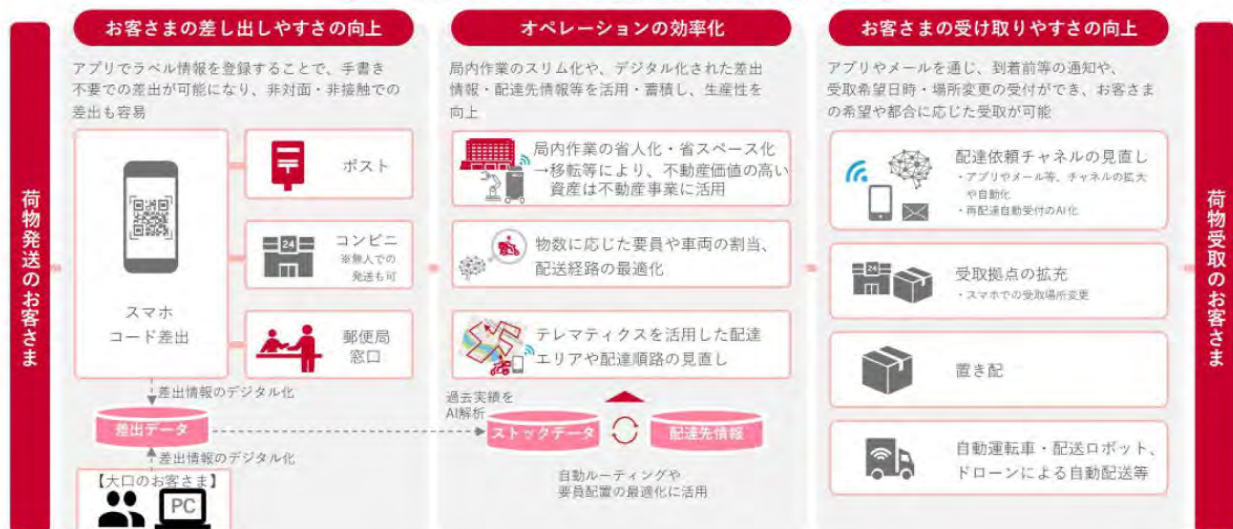 荷物発送のお客さま
お客さまの差し出しやすさの向上
アプリでラベル情報を登録することで、手書き
不要での差出が可能になり、非対面・非接触での
差出も容易
スマホ
コード差出
〒
ポスト
24
コンビニ
※無人での
発送も可
郵便局
窓口
差出情報のデジタル化
差出データ
差出情報のデジタル化
【大口のお客さま】
PC
オペレーションの効率化
局内作業のスリム化や、デジタル化された差出
情報・配達先情報等を活用・蓄積し、生産性を
向上
局内作業の省人化・省スペース化
→移転等により、不動産価値の高い
資産は不動産事業に活用
物数に応じた要員や車両の割当、
配送経路の最適化
テレマティクスを活用した配達
エリアや配達順路の見直し
過去実績を
AI解析
ストックデータ
配達先情報
自動ルーティングや
要員配置の最適化に活用
お客さまの受け取りやすさの向上
アプリやメールを通じ、到着前等の通知や、
受取希望日時・場所変更の受付ができ、お客さま
の希望や都合に応じた受取が可能
配達依頼チャネルの見直し
・アプリやメール等、チャネルの拡大
や自動化
・再配達自動受付のAI化
24
受取拠点の拡充
・スマホでの受取場所変更
置き配
自動運転車・配送ロボット、
ドローンによる自動配送等
荷物受取のお客さま